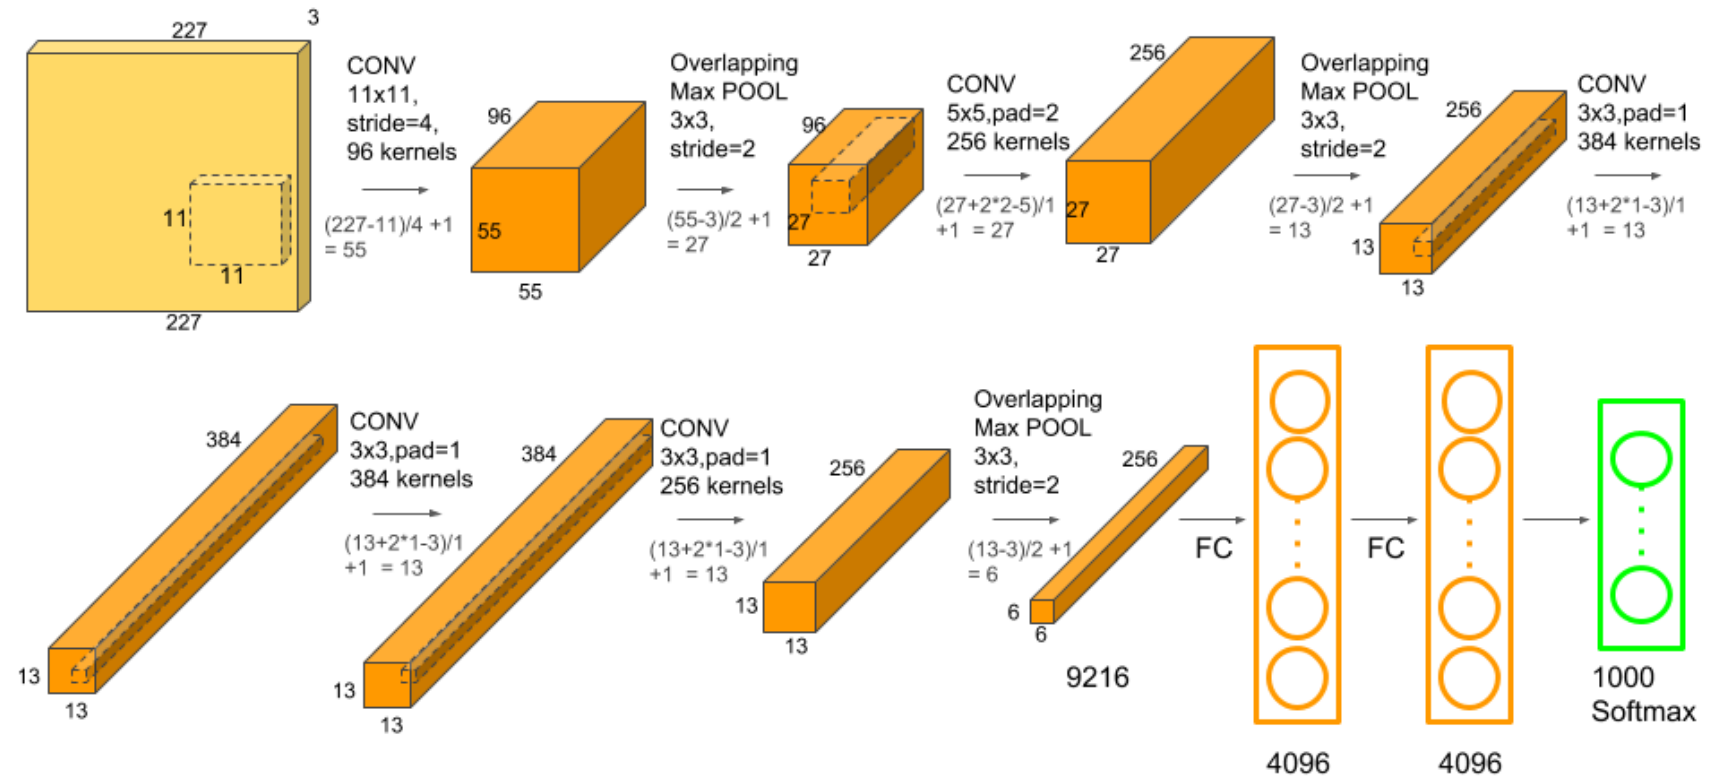 227
3
11
11
227
CONV
11x11,
stride=4,
96 kernels
(227-11)/4 +1
= 55
96
55
55
Overlapping
Max POOL
3x3,
stride=2
(55-3)/2 +1
= 27
96
27
27
CONV
5x5,pad=2
256 kernels
(27+2*2-5)/1
+1 = 27
256
27
27
Overlapping
Max POOL
3x3,
stride=2
(27-3)/2 +1
= 13
256
13
13
CONV
3x3,pad=1
384 kernels
(13+2*1-3)/1
+1 = 13
384
13
13
CONV
3x3,pad=1
384 kernels
(13+2*1-3)/1
+1 = 13
384
13
13
CONV
3x3,pad=1
256 kernels
(13+2*1-3)/1
+1 = 13
256
13
13
Overlapping
Max POOL
3x3,
stride=2
(13-3)/2 +1
= 6
256
6
6
9216
FC
4096
FC
4096
1000
Softmax